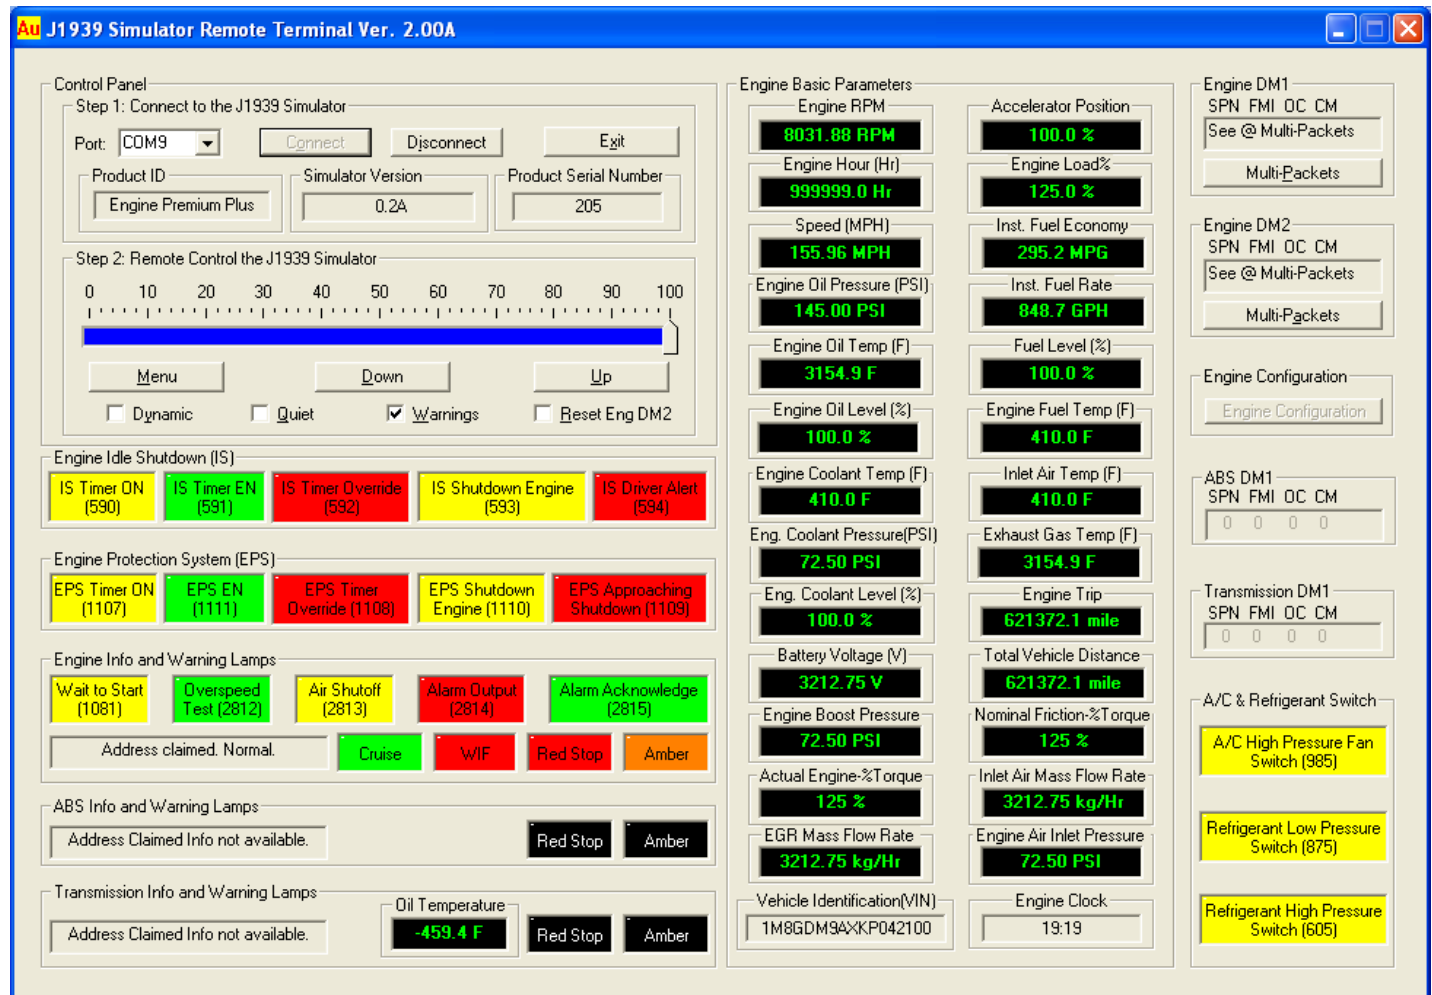 Au J1939 Simulator Remote Terminal Ver. 2.00A
Control Panel
Step 1: Connect to the J1939 Simulator
Port: COM9 Connect Disconnect Exit
Product ID Simulator Version Product Serial Number
Engine Premium Plus 0.2A 205
Step 2: Remote Control the J1939 Simulator
0 10 20 30 40 50 60 70 80 90 100
Menu Down Up
Dynamic Quiet Warnings Reset Eng DM2
Engine Idle Shutdown (IS)
IS Timer ON
(590)
IS Timer EN
(591)
IS Timer Override
(592)
IS Shutdown Engine
(593)
IS Driver Alert
(594)
Engine Protection System (EPS)
EPS Timer ON
(1107)
EPS EN
(1111)
EPS Timer
Override (1108)
EPS Shutdown
Engine (1110)
EPS Approaching
Shutdown (1109)
Engine Info and Warning Lamps
Wait to Start
(1081)
Overspeed
Test (2812)
Air Shutoff
(2813)
Alarm Output
(2814)
Alarm Acknowledge
(2815)
Address claimed. Normal. Cruise WIF Red Stop Amber
ABS Info and Warning Lamps
Address Claimed Info not available. Red Stop Amber
Transmission Info and Warning Lamps
Oil Temperature
Address Claimed Info not available. -459.4 F Red Stop Amber
Engine Basic Parameters
Engine RPM Accelerator Position
8031.88 RPM 100.0 %
Engine Hour (Hr) Engine Load%
999999.0 Hr 125.0 %
Speed (MPH) Inst. Fuel Economy
155.96 MPH 295.2 MPG
Engine Oil Pressure (PSI) Inst. Fuel Rate
145.00 PSI 848.7 GPH
Engine Oil Temp (F) Fuel Level (%)
3154.9 F 100.0 %
Engine Oil Level (%) Engine Fuel Temp (F)
100.0 % 410.0 F
Engine Coolant Temp (F) Inlet Air Temp (F)
410.0 F 410.0 F
Eng. Coolant Pressure(PSI) Exhaust Gas Temp (F)
72.50 PSI 3154.9 F
Eng. Coolant Level (%) Engine Trip
100.0 % 621372.1 mile
Battery Voltage (V) Total Vehicle Distance
3212.75 V 621372.1 mile
Engine Boost Pressure Nominal Friction-%Torque
72.50 PSI 125 %
Actual Engine-%Torque Inlet Air Mass Flow Rate
125 % 3212.75 kg/Hr
EGR Mass Flow Rate Engine Air Inlet Pressure
3212.75 kg/Hr 72.50 PSI
Vehicle Identification(VIN) Engine Clock
1M8GDM9AXKP042100 19:19
Engine DM1
SPN FMI OC CM
See @ Multi-Packets
Multi-Packets
Engine DM2
SPN FMI OC CM
See @ Multi-Packets
Multi-Packets
Engine Configuration
Engine Configuration
ABS DM1
SPN FMI OC CM
0 0 0 0
Transmission DM1
SPN FMI OC CM
0 0 0 0
A/C & Refrigerant Switch
A/C High Pressure Fan
Switch (985)
Refrigerant Low Pressure
Switch (875)
Refrigerant High Pressure
Switch (605)